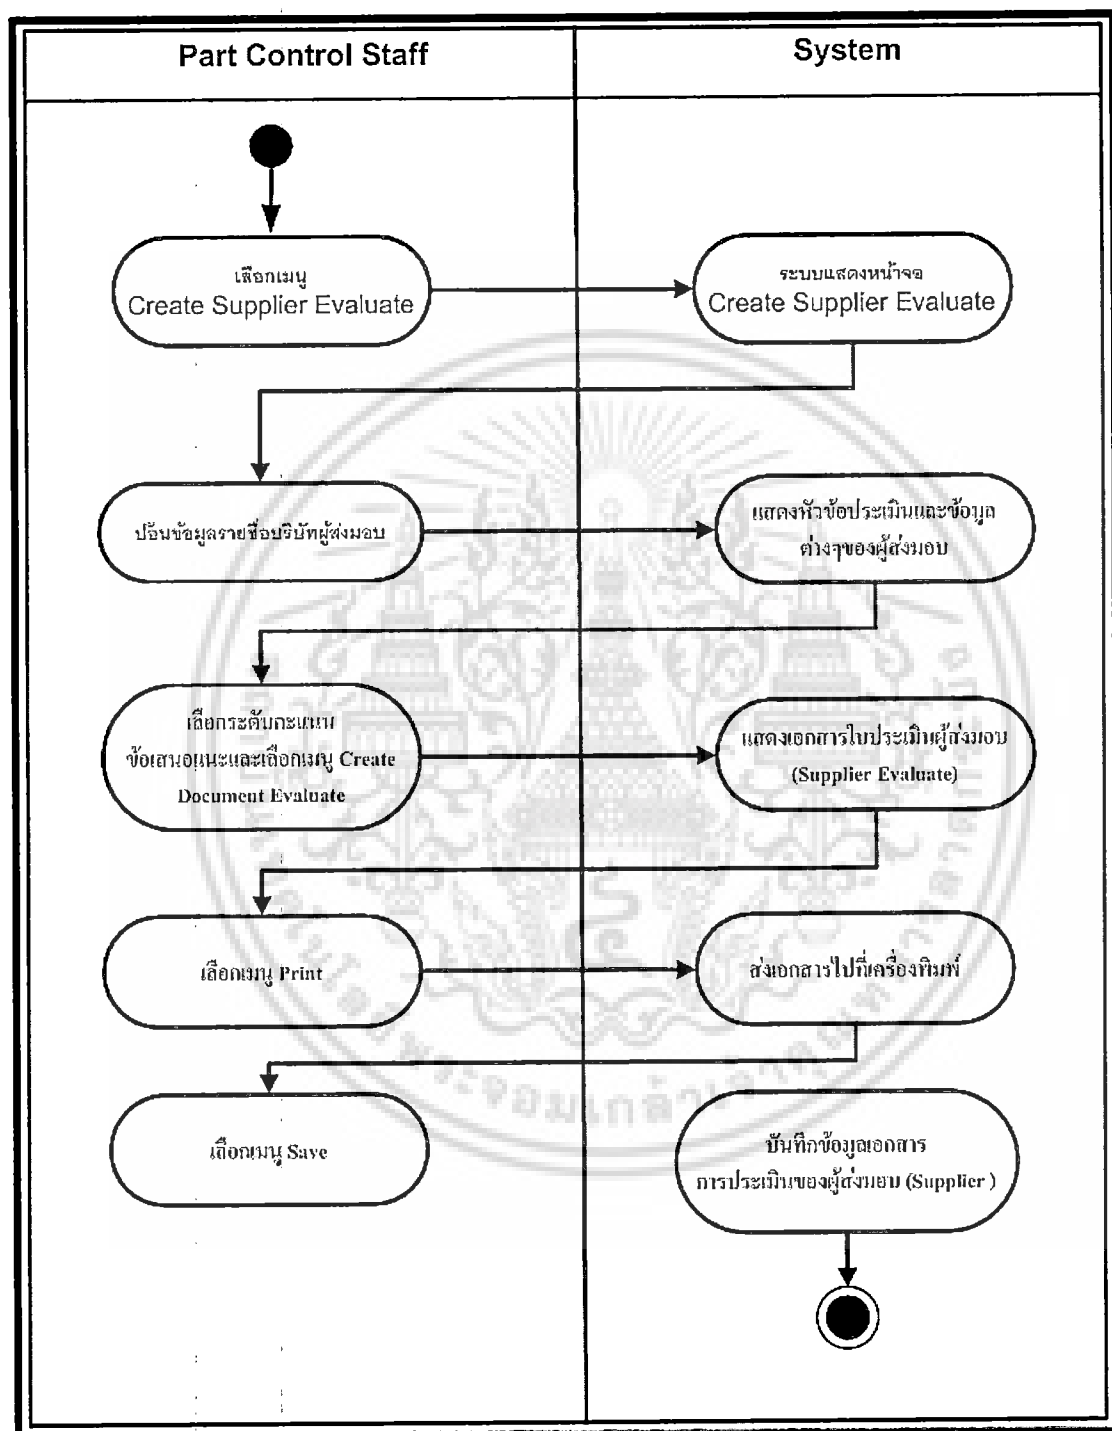 Part Control Staff
System
เลือกเมนู
Create Supplier Evaluate
ระบบแสดงหน้าจอ
Create Supplier Evaluate
ป้อนข้อมูลรายชื่อบริษัทผู้ส่งมอบ
แสดงหัวข้อประเมินและข้อมูล
ต่างๆของผู้ส่งมอบ
เลือกระดับคะแนน
ข้อเสนอแนะและเลือกเมนู Create
Document Evaluate
แสดงเอกสารใบประเมินผู้ส่งมอบ
(Supplier Evaluate)
เลือกเมนู Print
ส่งเอกสารไปที่เครื่องพิมพ์
เลือกเมนู Save
บันทึกข้อมูลเอกสาร
การประเมินของผู้ส่งมอบ (Supplier )